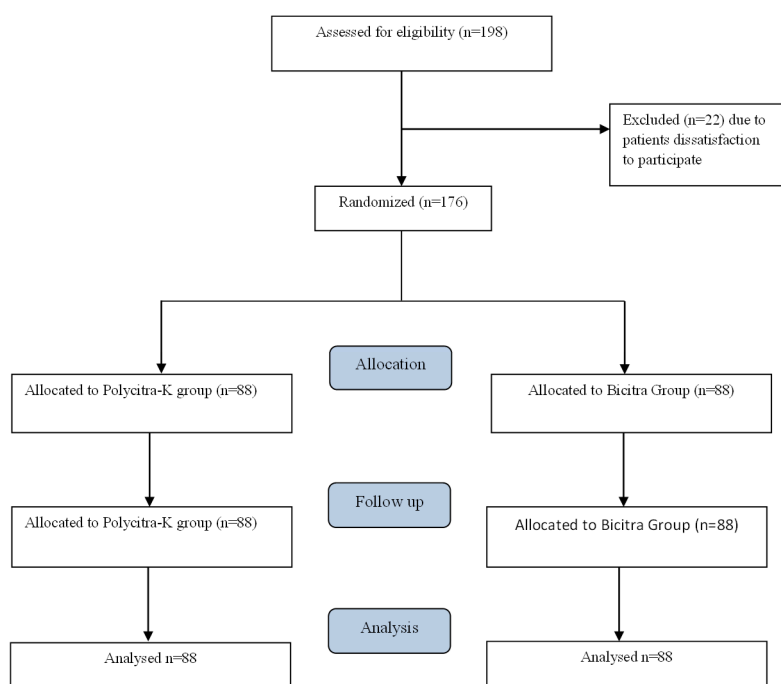 Assessed for eligibility (n=198)
Excluded (n=22) due to
patients dissatisfaction
to participate
Randomized (n=176)
Allocation
Allocated to Polycitra-K group (n=88)
Allocated to Bicitra Group (n=88)
Follow up
Allocated to Polycitra-K group (n=88)
Allocated to Bicitra Group (n=88)
Analysis
Analysed n=88
Analysed n=88